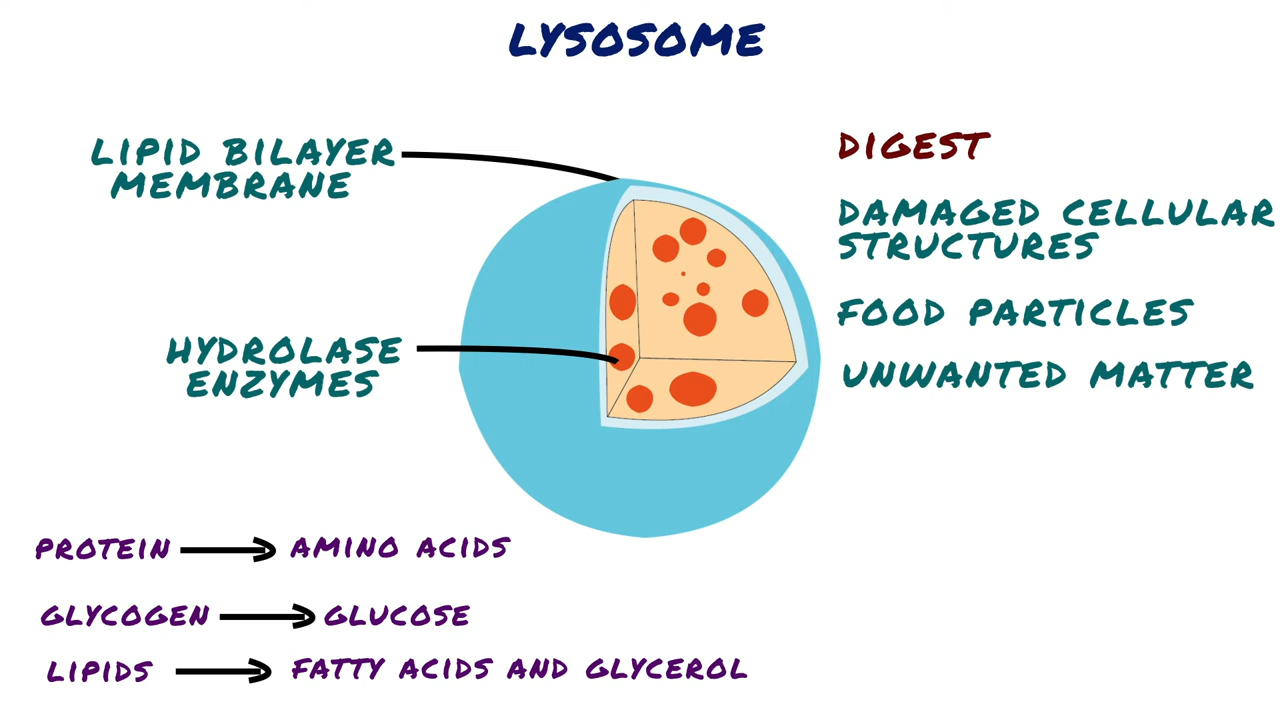 LYSOSOME
LIPID BILAYER
MEMBRANE
HYDROLASE
ENZYMES
DIGEST
DAMAGED CELLULAR
STRUCTURES
FOOD PARTICLES
UNWANTED MATTER
PROTEIN → AMINO ACIDS
GLYCOGEN → GLUCOSE
LIPIDS → FATTY ACIDS AND GLYCEROL